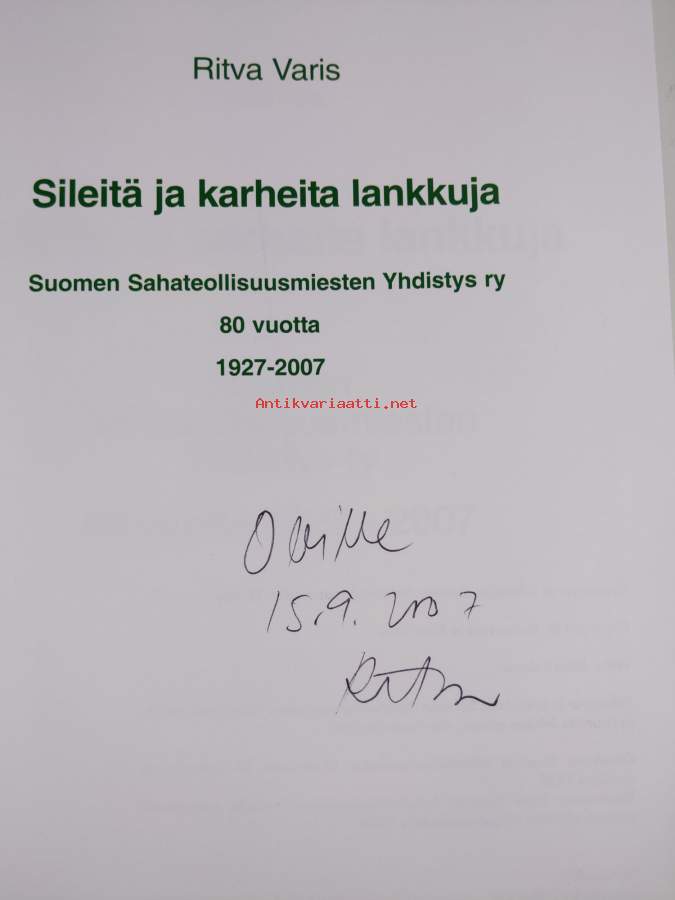 Ritva Varis
Sileitä ja karheita lankkuja
Suomen Sahateollisuusmiesten Yhdistys ry
80 vuotta
1927-2007
Antikvariaatti.net
15.9.2007
Ritva